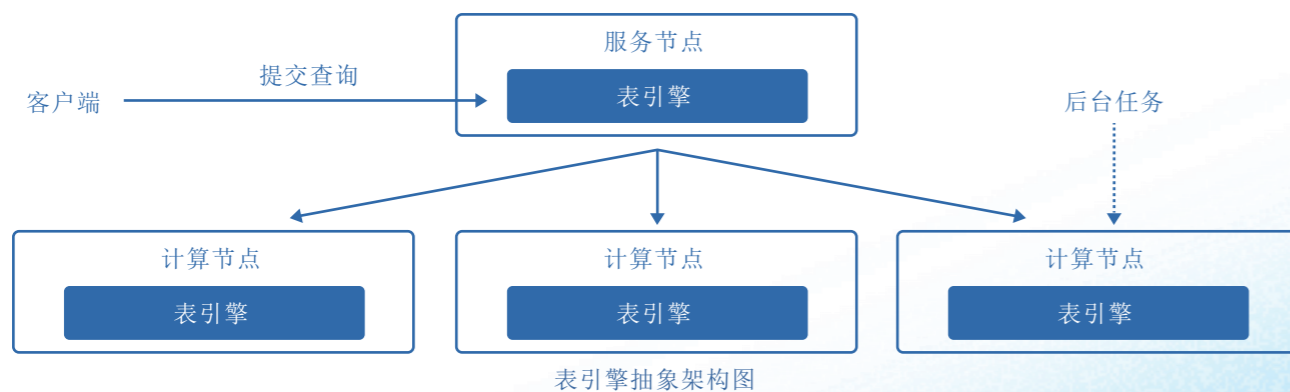 服务节点
提交查询
客户端
表引擎
后台任务
计算节点
计算节点
计算节点
表引擎
表引擎
表引擎
表引擎抽象架构图